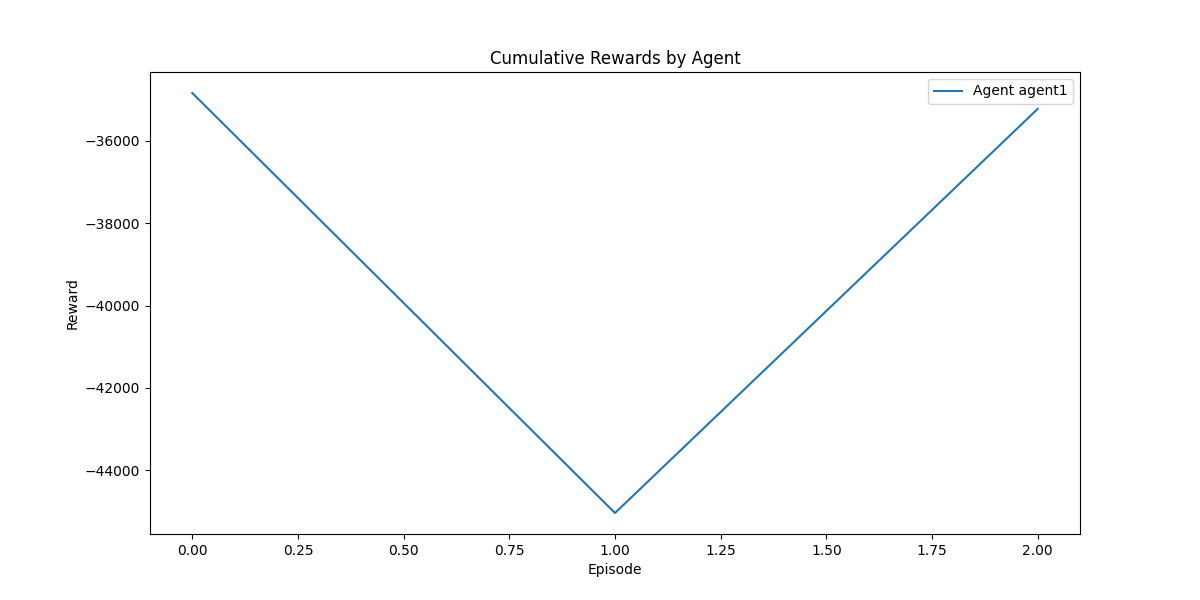 Cumulative Rewards by Agent
Agent agent1
Reward
−36000
−38000
−40000
−42000
−44000
0.00 0.25 0.50 0.75 1.00 1.25 1.50 1.75 2.00
Episode